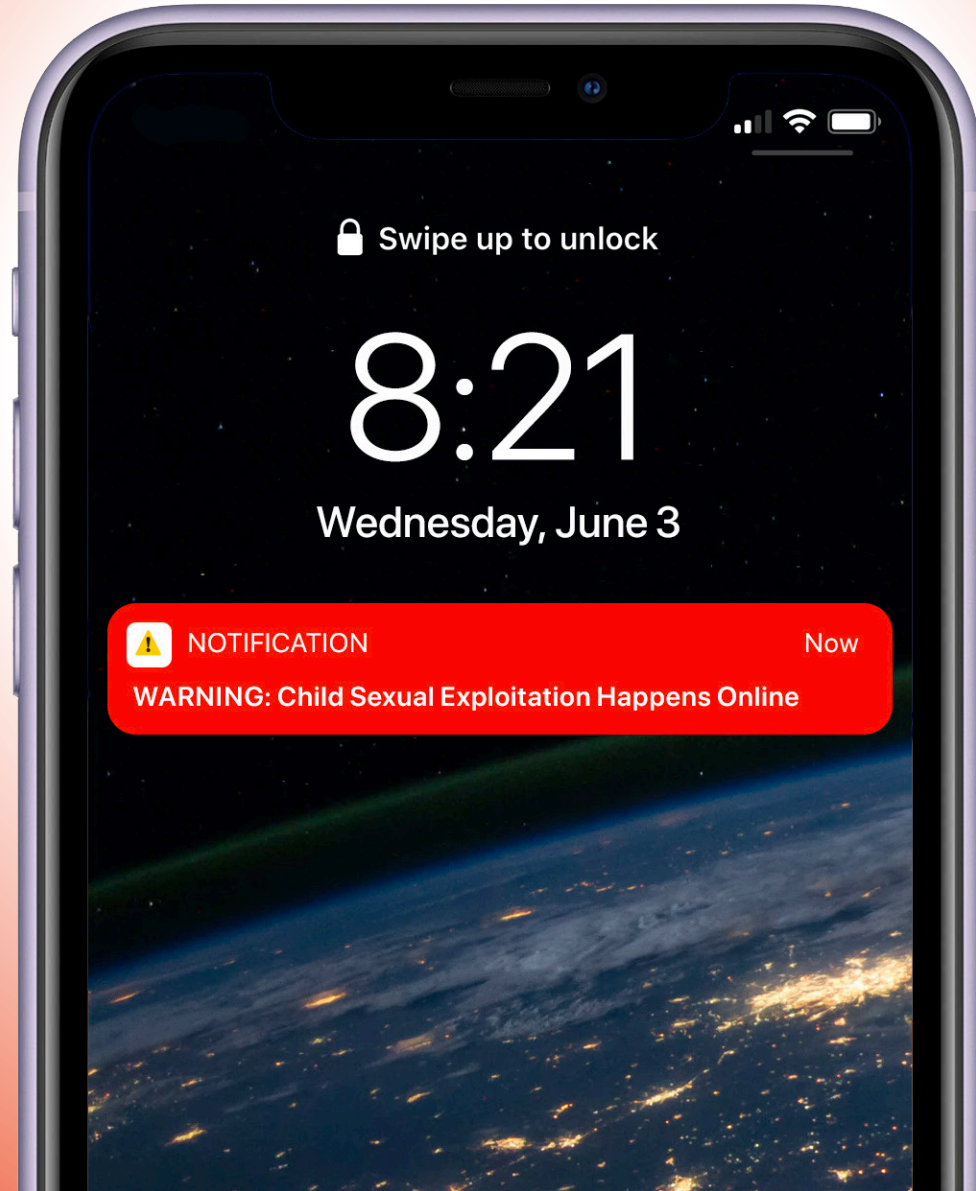 Swipe up to unlock
8:21
Wednesday, June 3
NOTIFICATION Now
WARNING: Child Sexual Exploitation Happens Online